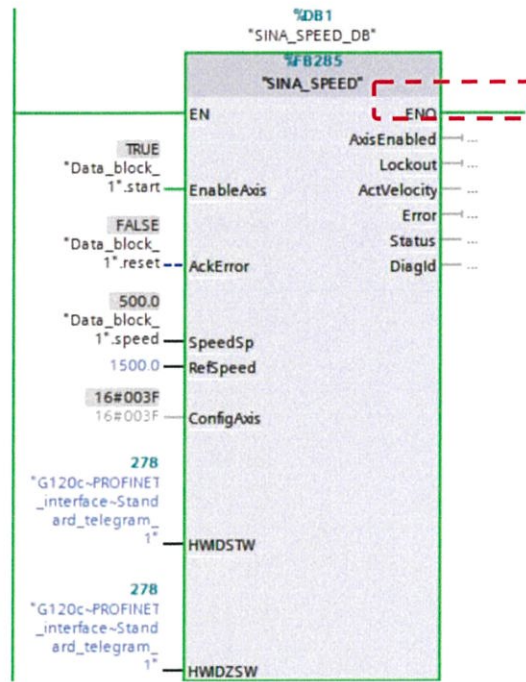 %DB1
"SINA_SPEED_DB"
%FB285
"SINA_SPEED"
EN
ENO
AxisEnabled ...
Lockout ...
ActVelocity ...
Error ...
Status ...
DiagId ...
TRUE
"Data_block_
1".start
EnableAxis
FALSE
"Data_block_
1".reset
AckError
500.0
"Data_block_
1".speed
SpeedSp
1500.0
RefSpeed
16#003F
16#003F
ConfigAxis
278
"G120c~PROFINET
_interface~Stand
ard_telegram_
1"
HWIDSTW
278
"G120c~PROFINET
_interface~Stand
ard_telegram_
1"
HWIDZSW